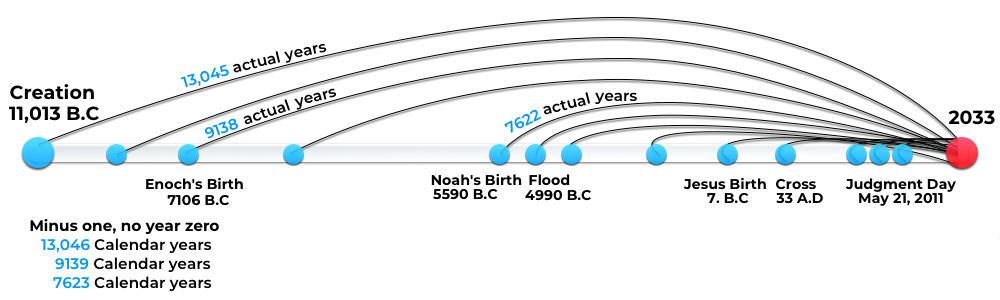 13,045 actual years
Creation
11,013 B.C
9138 actual years
7622 actual years
2033
Enoch's Birth
7106 B.C
Noah's Birth
5590 B.C
Flood
4990 B.C
Jesus Birth
7. B.C
Cross
33 A.D
Judgment Day
May 21, 2011
Minus one, no year zero
13,046 Calendar years
9139 Calendar years
7623 Calendar years